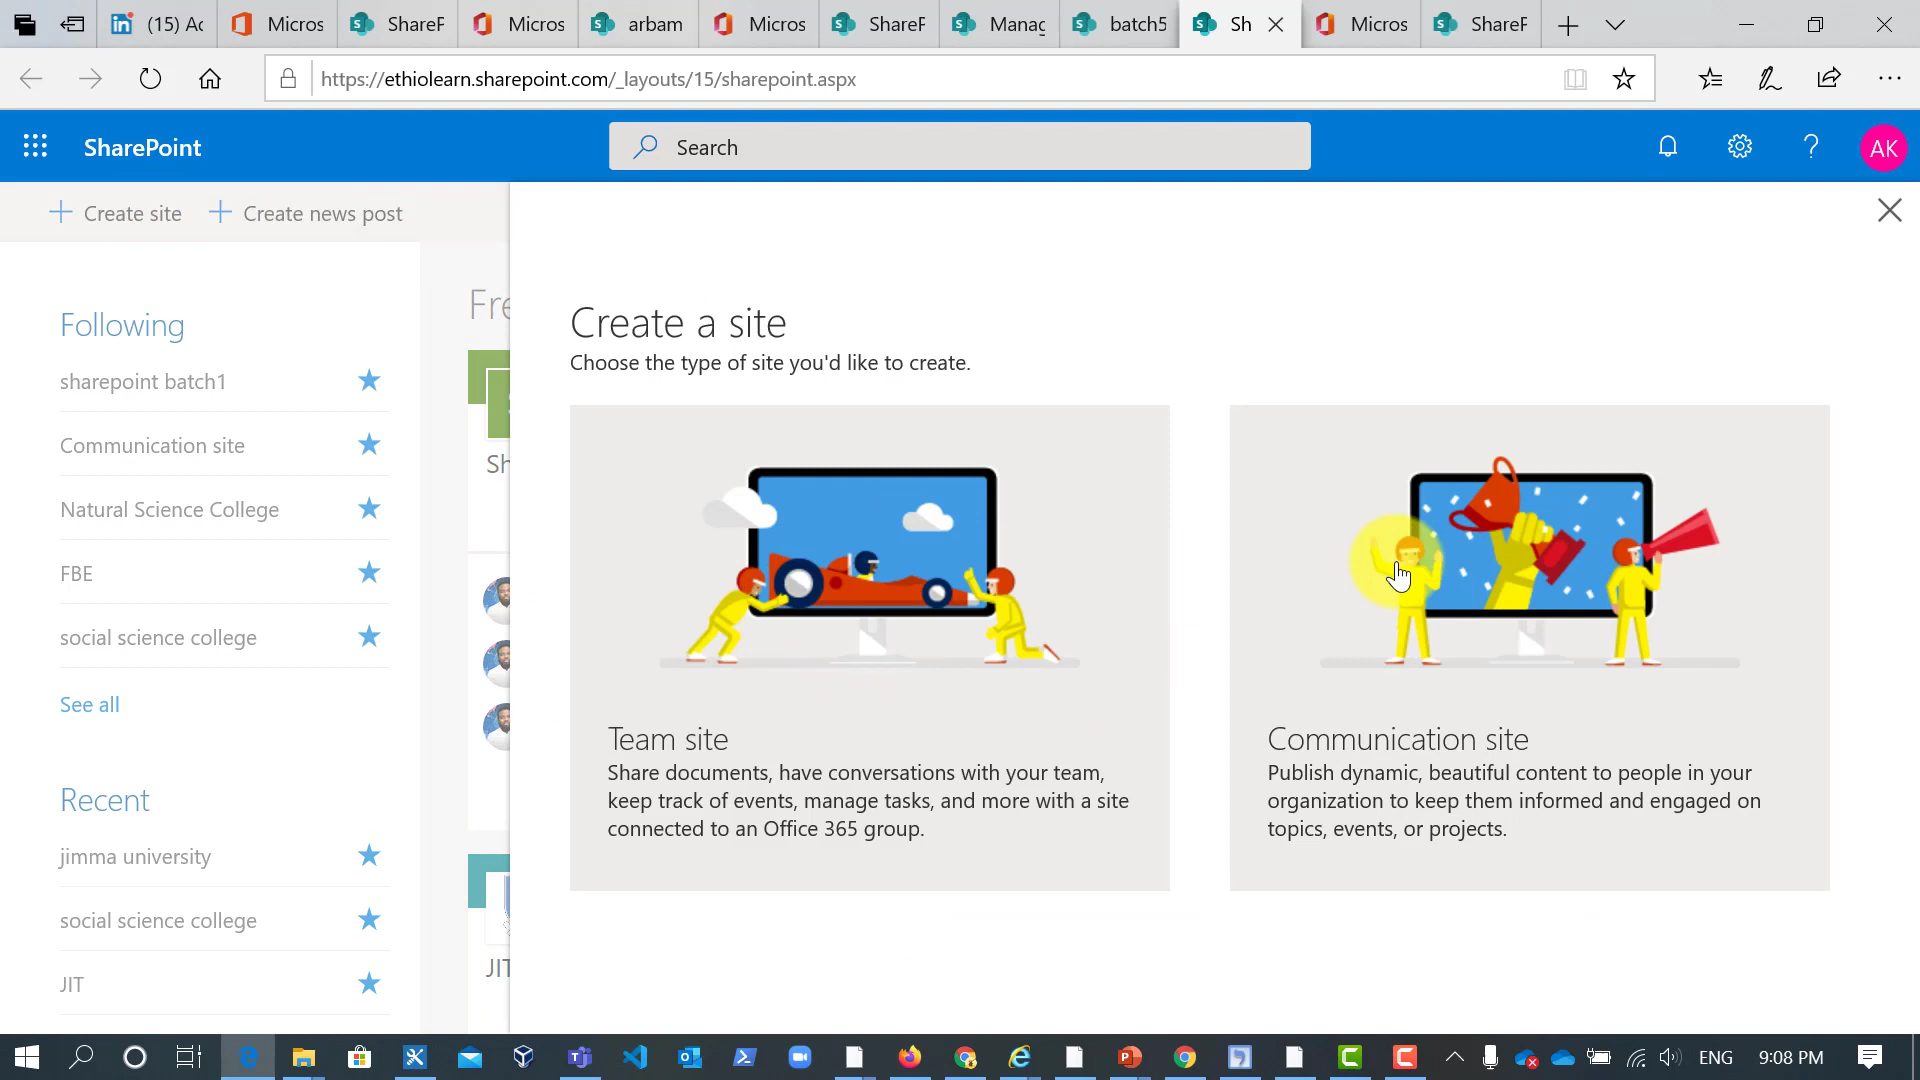 (15) Ac
Micros
ShareF
Micros
arbam
Micros
ShareF
Manag
batch5
Sh
Micros
ShareF
https://ethiolearn.sharepoint.com/_layouts/15/sharepoint.aspx
SharePoint
Search
AK
Create site
Create news post
Following
sharepoint batch1
Communication site
Natural Science College
FBE
social science college
See all
Recent
jimma university
social science college
JIT
Fre
Sh
JIT
Create a site
Choose the type of site you'd like to create.
Team site
Share documents, have conversations with your team,
keep track of events, manage tasks, and more with a site
connected to an Office 365 group.
Communication site
Publish dynamic, beautiful content to people in your
organization to keep them informed and engaged on
topics, events, or projects.
ENG
9:08 PM